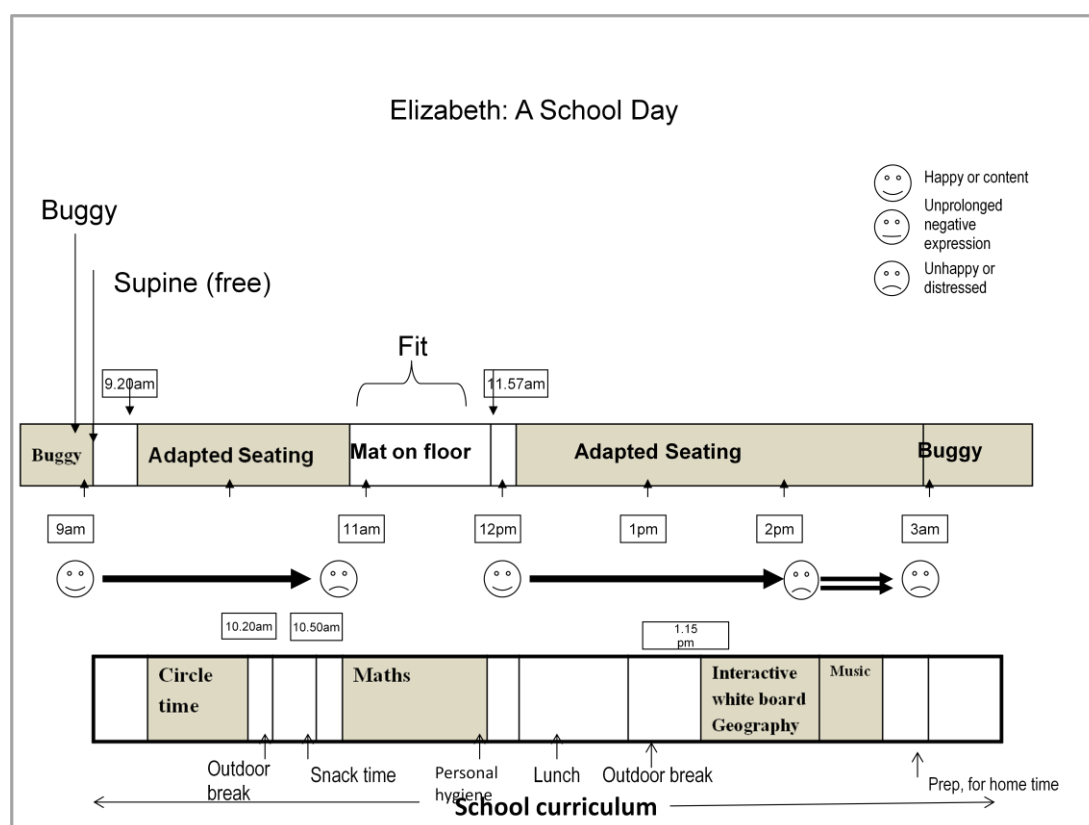 Elizabeth: A School Day
Happy or content
Unprolonged
negative
expression
Unhappy or
distressed
Buggy
Supine (free)
Fit
9.20am
11.57am
Buggy
Adapted Seating
Mat on floor
Adapted Seating
Buggy
9am
11am
12pm
1pm
2pm
3am
10.20am
10.50am
1.15
pm
Circle
time
Maths
Interactive
white board
Geography
Music
Outdoor
break
Snack time
Personal
hygiene
Lunch
Outdoor break
Prep, for home time
School curriculum